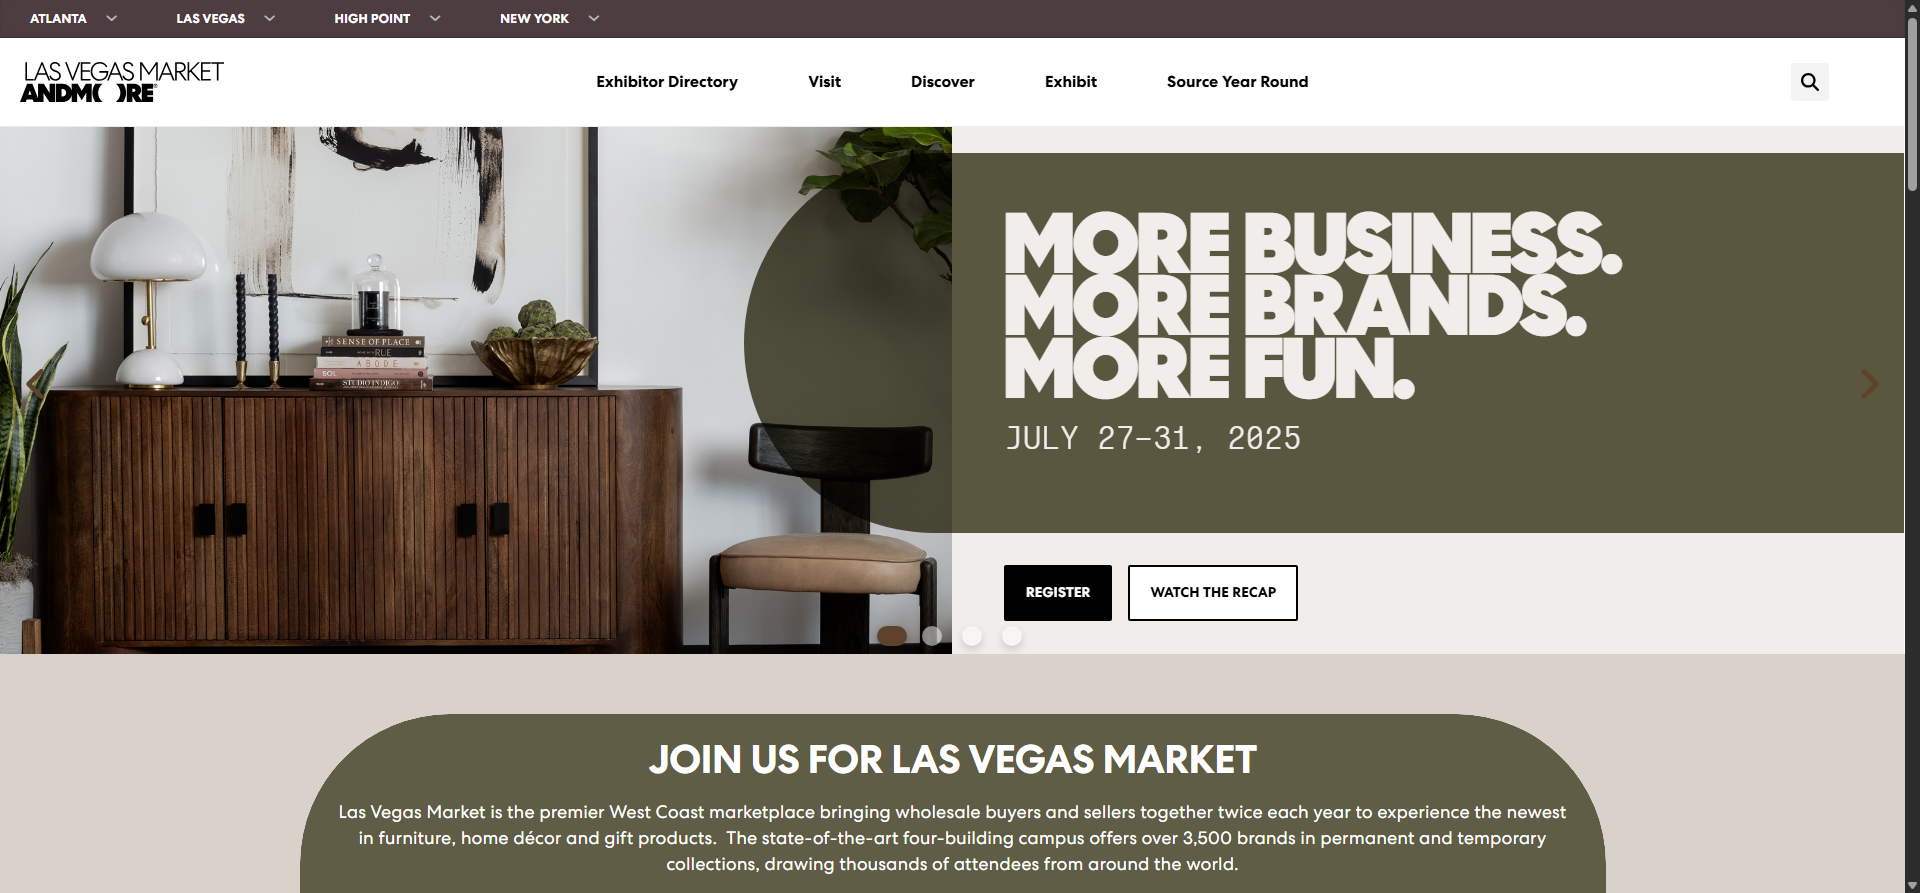 ATLANTA
LAS VEGAS
HIGH POINT
NEW YORK
LAS VEGAS MARKET
ANDMORE
Exhibitor Directory
Visit
Discover
Exhibit
Source Year Round
SENSE OF PLACE
RUE
ABODE
SOL
STUDIO INDIGO
MORE BUSINESS.
MORE BRANDS.
MORE FUN.
JULY 27–31, 2025
REGISTER
WATCH THE RECAP
JOIN US FOR LAS VEGAS MARKET
Las Vegas Market is the premier West Coast marketplace bringing wholesale buyers and sellers together twice each year to experience the newest
in furniture, home décor and gift products.  The state-of-the-art four-building campus offers over 3,500 brands in permanent and temporary
collections, drawing thousands of attendees from around the world.